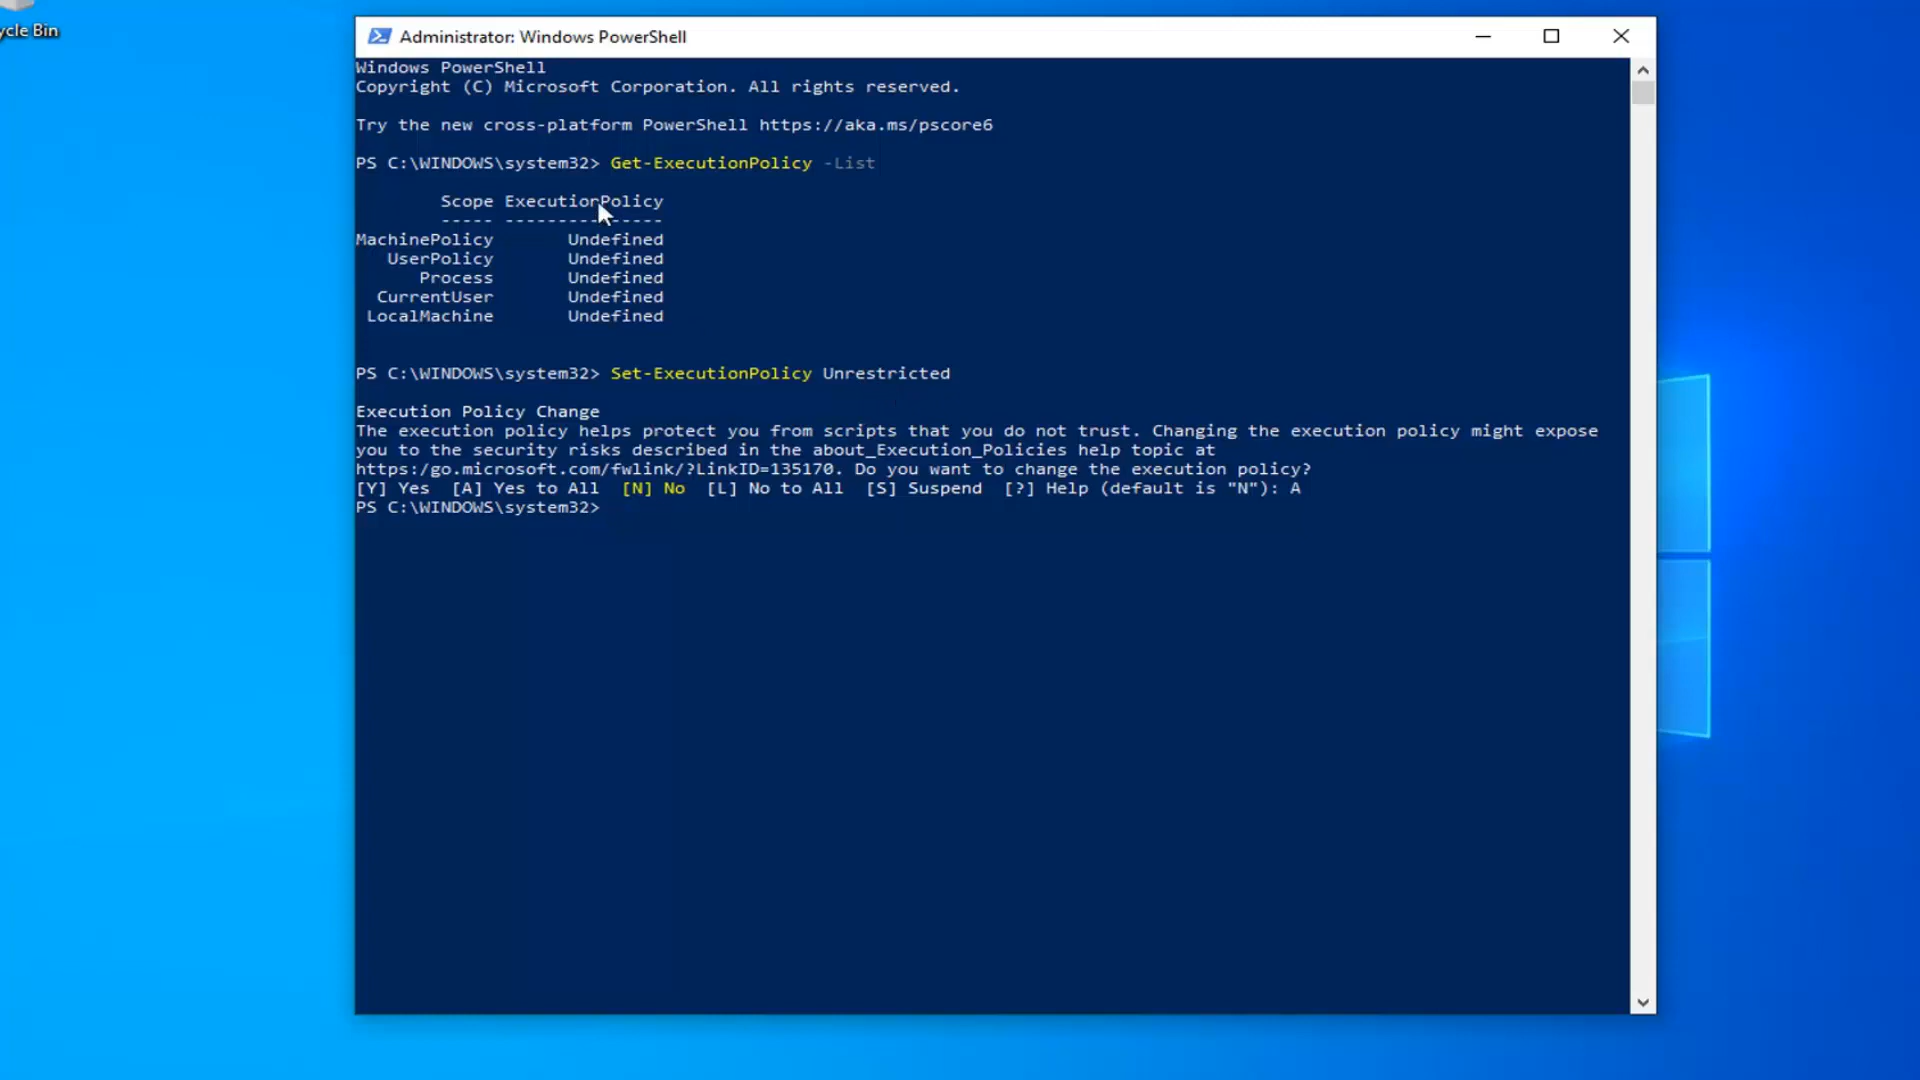 ycle Bin
Administrator: Windows PowerShell
Windows PowerShell
Copyright (C) Microsoft Corporation. All rights reserved.
Try the new cross-platform PowerShell https://aka.ms/pscore6
PS C:\WINDOWS\system32> Get-ExecutionPolicy -List
Scope ExecutionPolicy
----- ---------------
MachinePolicy Undefined
UserPolicy Undefined
Process Undefined
CurrentUser Undefined
LocalMachine Undefined
PS C:\WINDOWS\system32> Set-ExecutionPolicy Unrestricted
Execution Policy Change
The execution policy helps protect you from scripts that you do not trust. Changing the execution policy might expose
you to the security risks described in the about_Execution_Policies help topic at
https:/go.microsoft.com/fwlink/?LinkID=135170. Do you want to change the execution policy?
[Y] Yes  [A] Yes to All  [N] No  [L] No to All  [S] Suspend  [?] Help (default is "N"): A
PS C:\WINDOWS\system32>